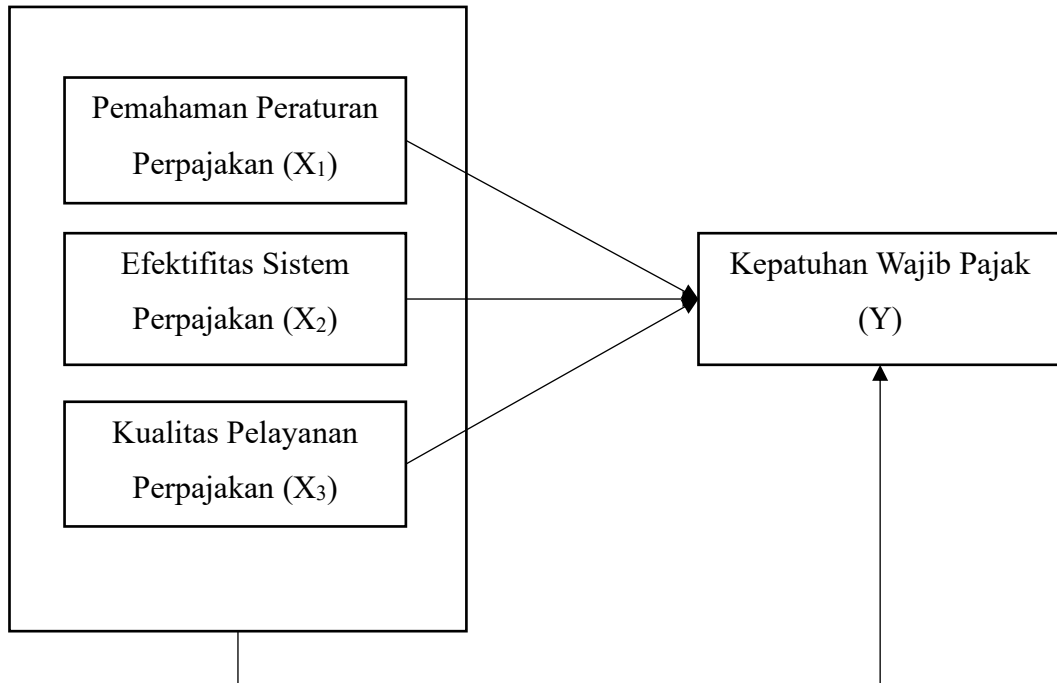 Pemahaman Peraturan
Perpajakan (X₁)
Efektifitas Sistem
Perpajakan (X₂)
Kualitas Pelayanan
Perpajakan (X₃)
Kepatuhan Wajib Pajak
(Y)